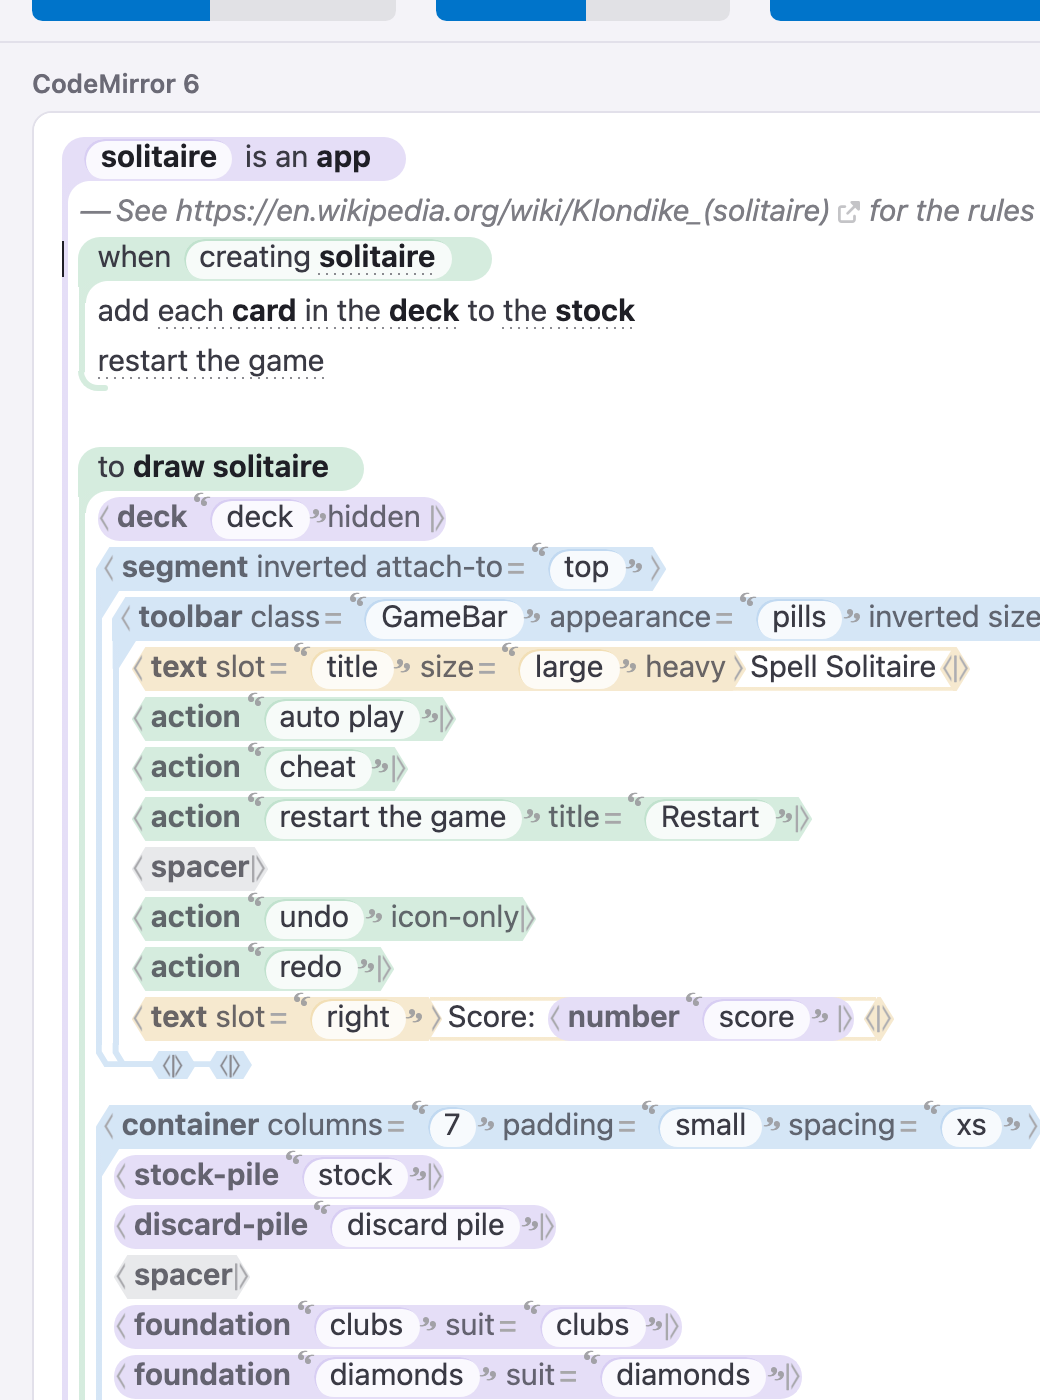 CodeMirror 6
solitaire is an app
— See https://en.wikipedia.org/wiki/Klondike_(solitaire) for the rules
when creating solitaire
add each card in the deck to the stock
restart the game
to draw solitaire
⟨ deck “ deck ” hidden |⟩
⟨ segment inverted attach-to= “ top ” ⟩
⟨ toolbar class= “ GameBar ” appearance= “ pills ” inverted size
⟨ text slot= “ title ” size= “ large ” heavy ⟩ Spell Solitaire ⟨|⟩
⟨ action “ auto play ” |⟩
⟨ action “ cheat ” |⟩
⟨ action “ restart the game ” title= “ Restart ” |⟩
⟨ spacer |⟩
⟨ action “ undo ” icon-only |⟩
⟨ action “ redo ” |⟩
⟨ text slot= “ right ” ⟩ Score: ⟨ number “ score ” |⟩ ⟨|⟩
⟨|⟩ ⟨|⟩
⟨ container columns= “ 7 ” padding= “ small ” spacing= “ xs ” ⟩
⟨ stock-pile “ stock ” |⟩
⟨ discard-pile “ discard pile ” |⟩
⟨ spacer |⟩
⟨ foundation “ clubs ” suit= “ clubs ” |⟩
⟨ foundation “ diamonds ” suit= “ diamonds ” |⟩